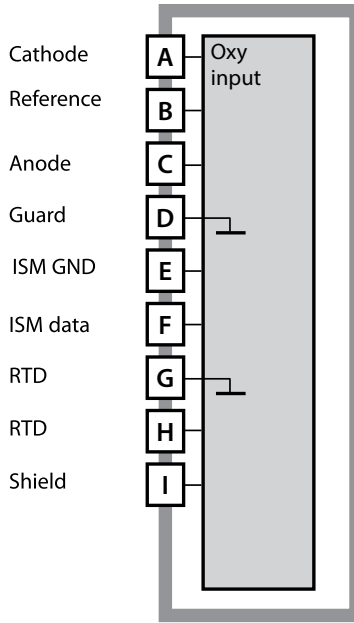 Cathode A Oxy
input
Reference B
Anode C
Guard D
ISM GND E
ISM data F
RTD G
RTD H
Shield I